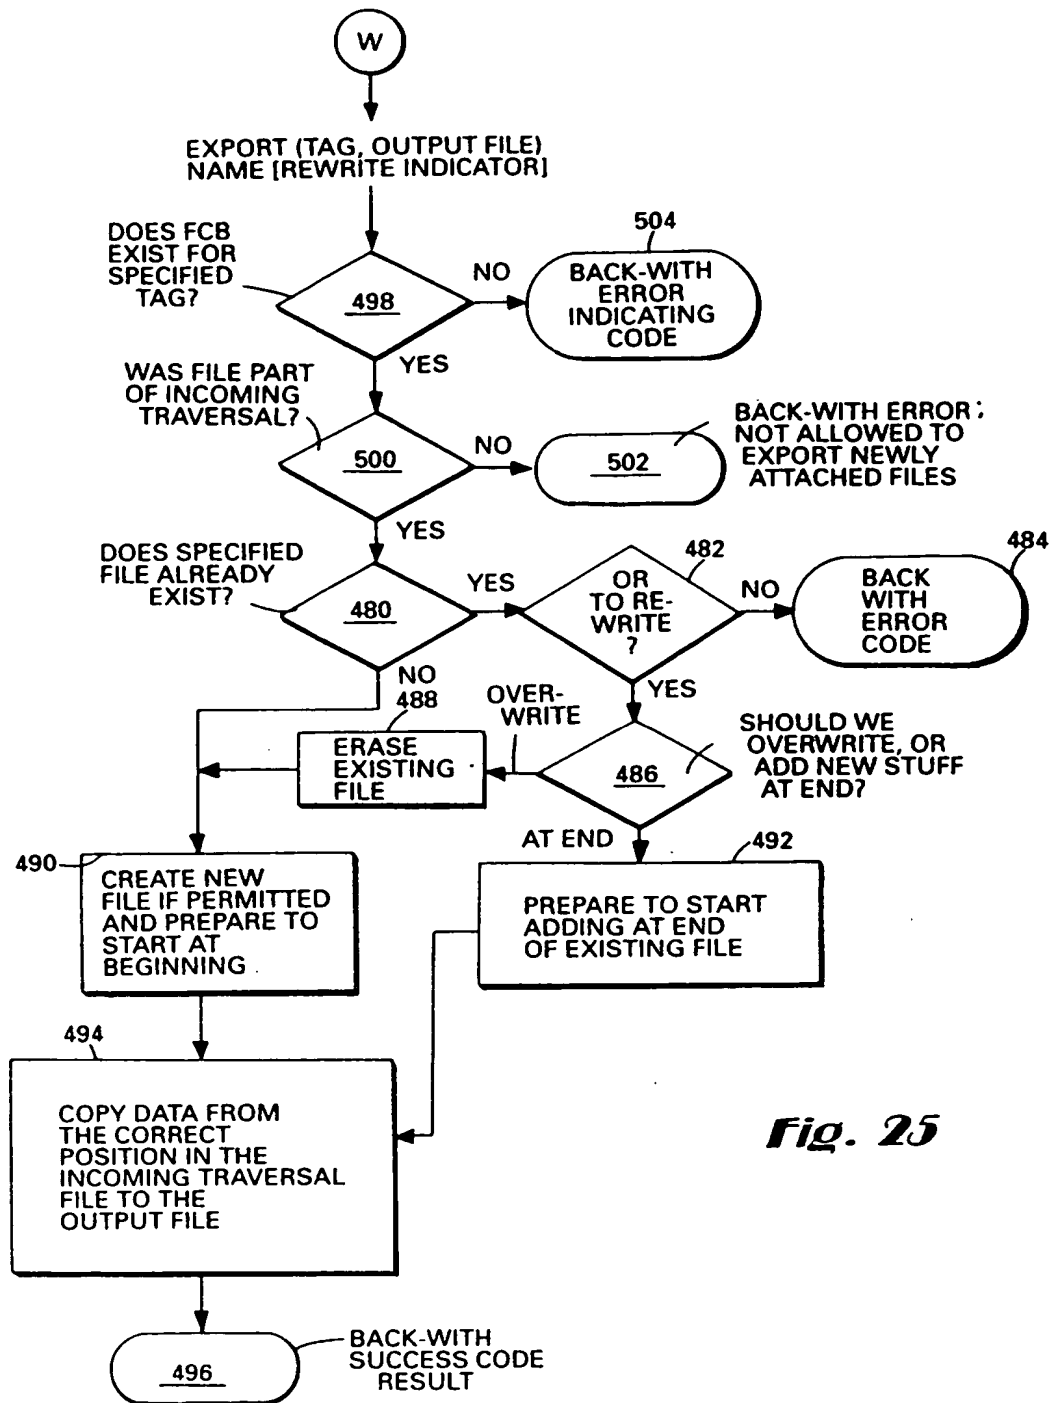 W
EXPORT (TAG, OUTPUT FILE)
NAME [REWRITE INDICATOR]
DOES FCB
EXIST FOR
SPECIFIED
TAG?
498
NO
504
BACK-WITH
ERROR
INDICATING
CODE
YES
WAS FILE PART
OF INCOMING
TRAVERSAL?
500
NO
502
BACK-WITH ERROR:
NOT ALLOWED TO
EXPORT NEWLY
ATTACHED FILES
YES
DOES SPECIFIED
FILE ALREADY
EXIST?
480
YES
482
OR
TO RE-
WRITE
?
NO
484
BACK
WITH
ERROR
CODE
NO
YES
488
OVER-
WRITE
ERASE
EXISTING
FILE
486
SHOULD WE
OVERWRITE, OR
ADD NEW STUFF
AT END?
AT END
492
490
CREATE NEW
FILE IF PERMITTED
AND PREPARE TO
START AT
BEGINNING
PREPARE TO START
ADDING AT END
OF EXISTING FILE
494
COPY DATA FROM
THE CORRECT
POSITION IN THE
INCOMING TRAVERSAL
FILE TO THE
OUTPUT FILE
Fig. 25
496
BACK-WITH
SUCCESS CODE
RESULT